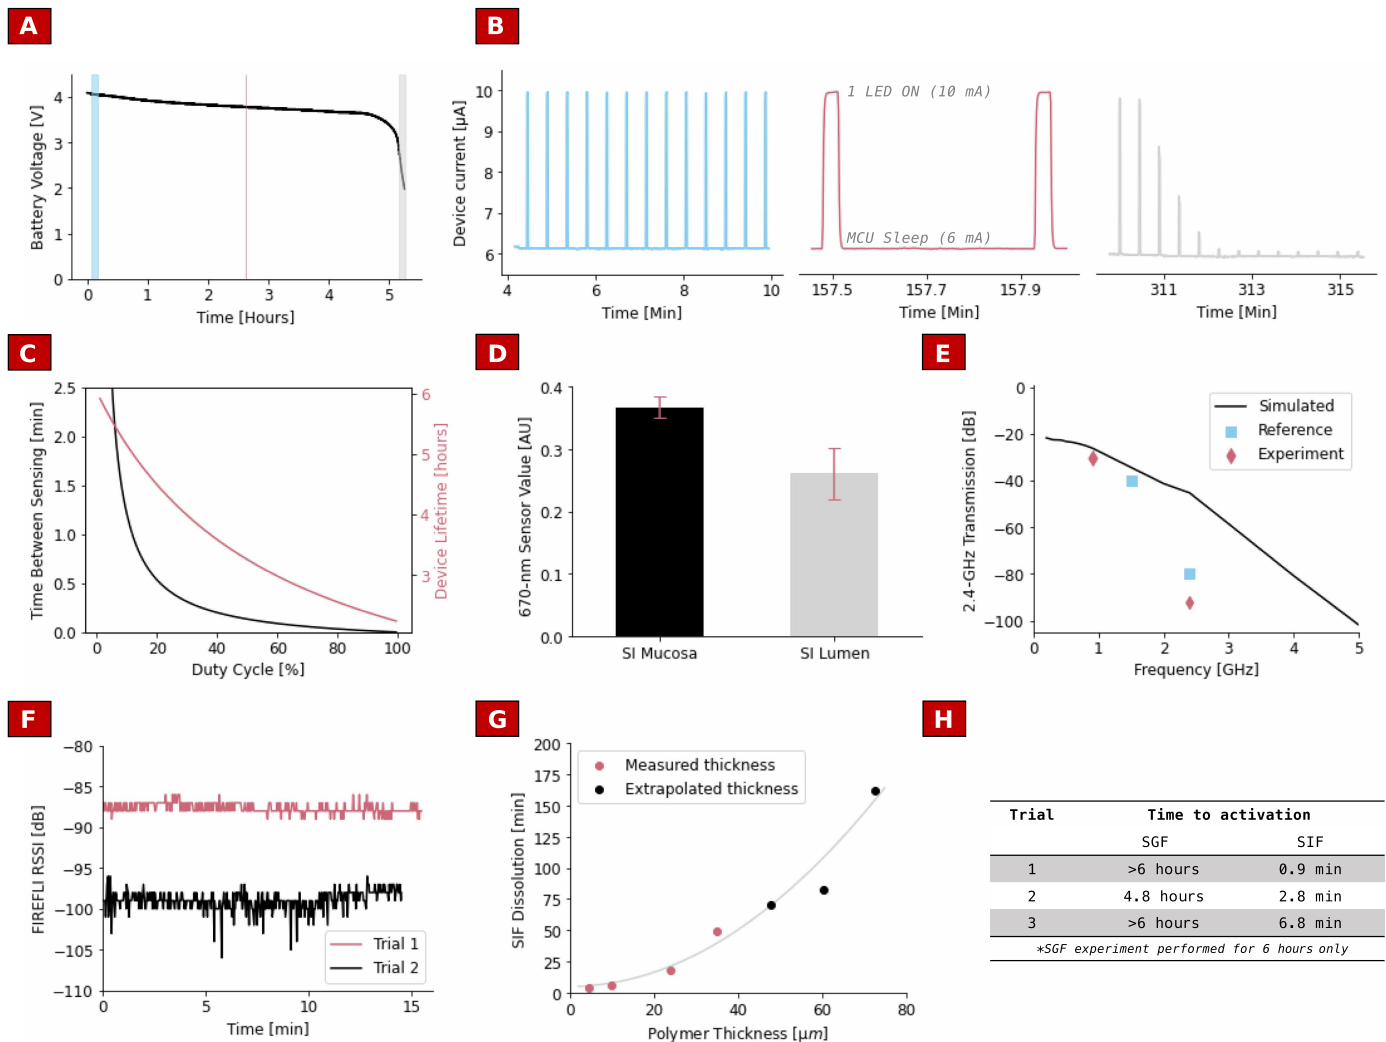 A
Battery Voltage [V]
4
3
2
1
0
0 1 2 3 4 5
Time [Hours]
B
Device current [µA]
10
9
8
7
6
1 LED ON (10 mA)
MCU Sleep (6 mA)
4 6 8 10
Time [Min]
157.5 157.7 157.9
Time [Min]
311 313 315
Time [Min]
C
Time Between Sensing [min]
2.5
2.0
1.5
1.0
0.5
0.0
6
5
4
3
Device Lifetime [hours]
0 20 40 60 80 100
Duty Cycle [%]
D
670-nm Sensor Value [AU]
0.4
0.3
0.2
0.1
0.0
SI Mucosa SI Lumen
E
2.4-GHz Transmission [dB]
0
−20
−40
−60
−80
−100
Simulated
Reference
Experiment
0 1 2 3 4 5
Frequency [GHz]
F
FIREFLI RSSI [dB]
−80
−85
−90
−95
−100
−105
−110
Trial 1
Trial 2
0 5 10 15
Time [min]
G
SIF Dissolution [min]
200
175
150
125
100
75
50
25
0
Measured thickness
Extrapolated thickness
0 20 40 60 80
Polymer Thickness [µm]
H
Trial Time to activation
SGF SIF
1 >6 hours 0.9 min
2 4.8 hours 2.8 min
3 >6 hours 6.8 min
*SGF experiment performed for 6 hours only